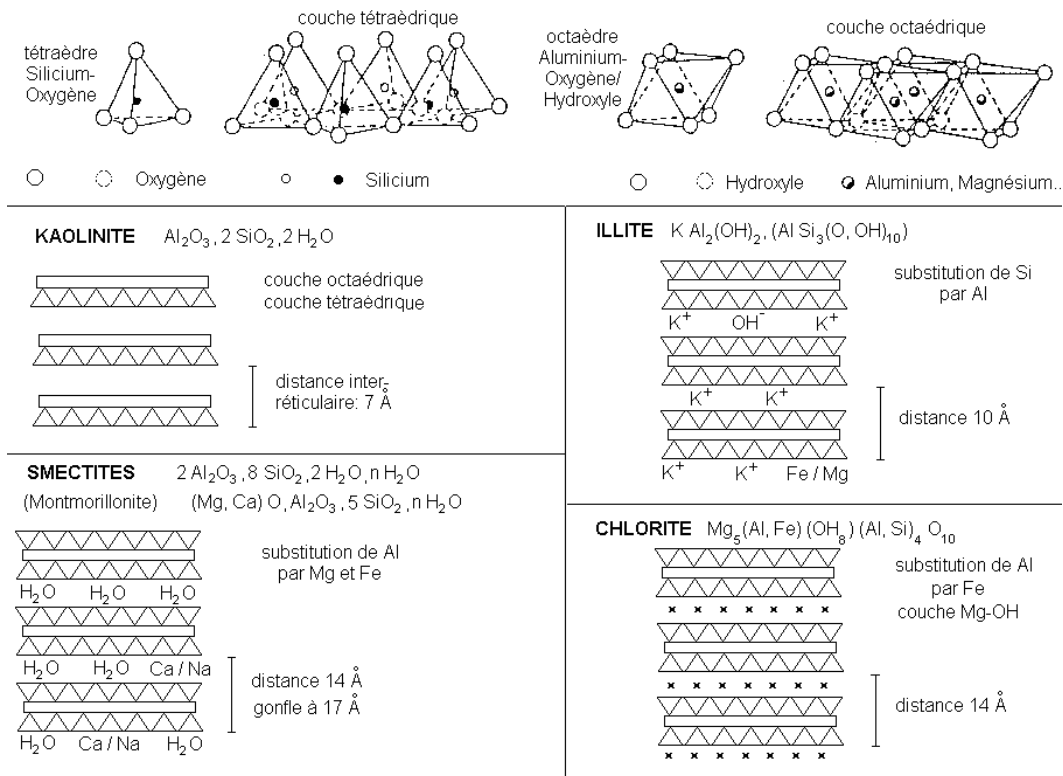 couche tétraèdrique
tétraèdre
Silicium-
Oxygène
octaèdre
Aluminium-
Oxygène/
Hydroxyle
couche octaédrique
Oxygène
Silicium
Hydroxyle
Aluminium, Magnésium..
KAOLINITE Al₂O₃, 2 SiO₂, 2 H₂O
couche octaédrique
couche tétraédrique
distance inter-
réticulaire: 7 Å
ILLITE K Al₂(OH)₂, (Al Si₃(O, OH)₁₀)
substitution de Si
par Al
K⁺ OH⁻ K⁺
K⁺ K⁺
distance 10 Å
K⁺ K⁺ Fe / Mg
SMECTITES 2 Al₂O₃, 8 SiO₂, 2 H₂O, n H₂O
(Montmorillonite) (Mg, Ca) O, Al₂O₃, 5 SiO₂, n H₂O
substitution de Al
par Mg et Fe
H₂O H₂O H₂O
H₂O H₂O Ca / Na
distance 14 Å
gonfle à 17 Å
H₂O Ca / Na H₂O
CHLORITE Mg₅(Al, Fe) (OH₈) (Al, Si)₄ O₁₀
substitution de Al
par Fe
couche Mg-OH
distance 14 Å